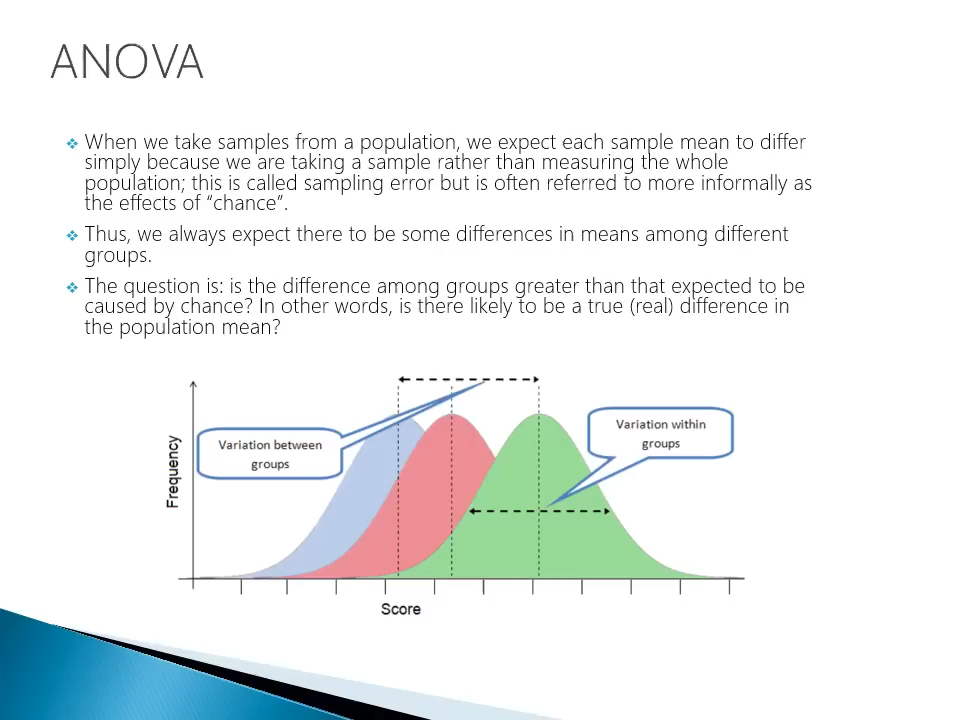 ANOVA
When we take samples from a population, we expect each sample mean to differ
simply because we are taking a sample rather than measuring the whole
population; this is called sampling error but is often referred to more informally as
the effects of “chance”.
Thus, we always expect there to be some differences in means among different
groups.
The question is: is the difference among groups greater than that expected to be
caused by chance? In other words, is there likely to be a true (real) difference in
the population mean?
Variation between
groups
Variation within
groups
Frequency
Score